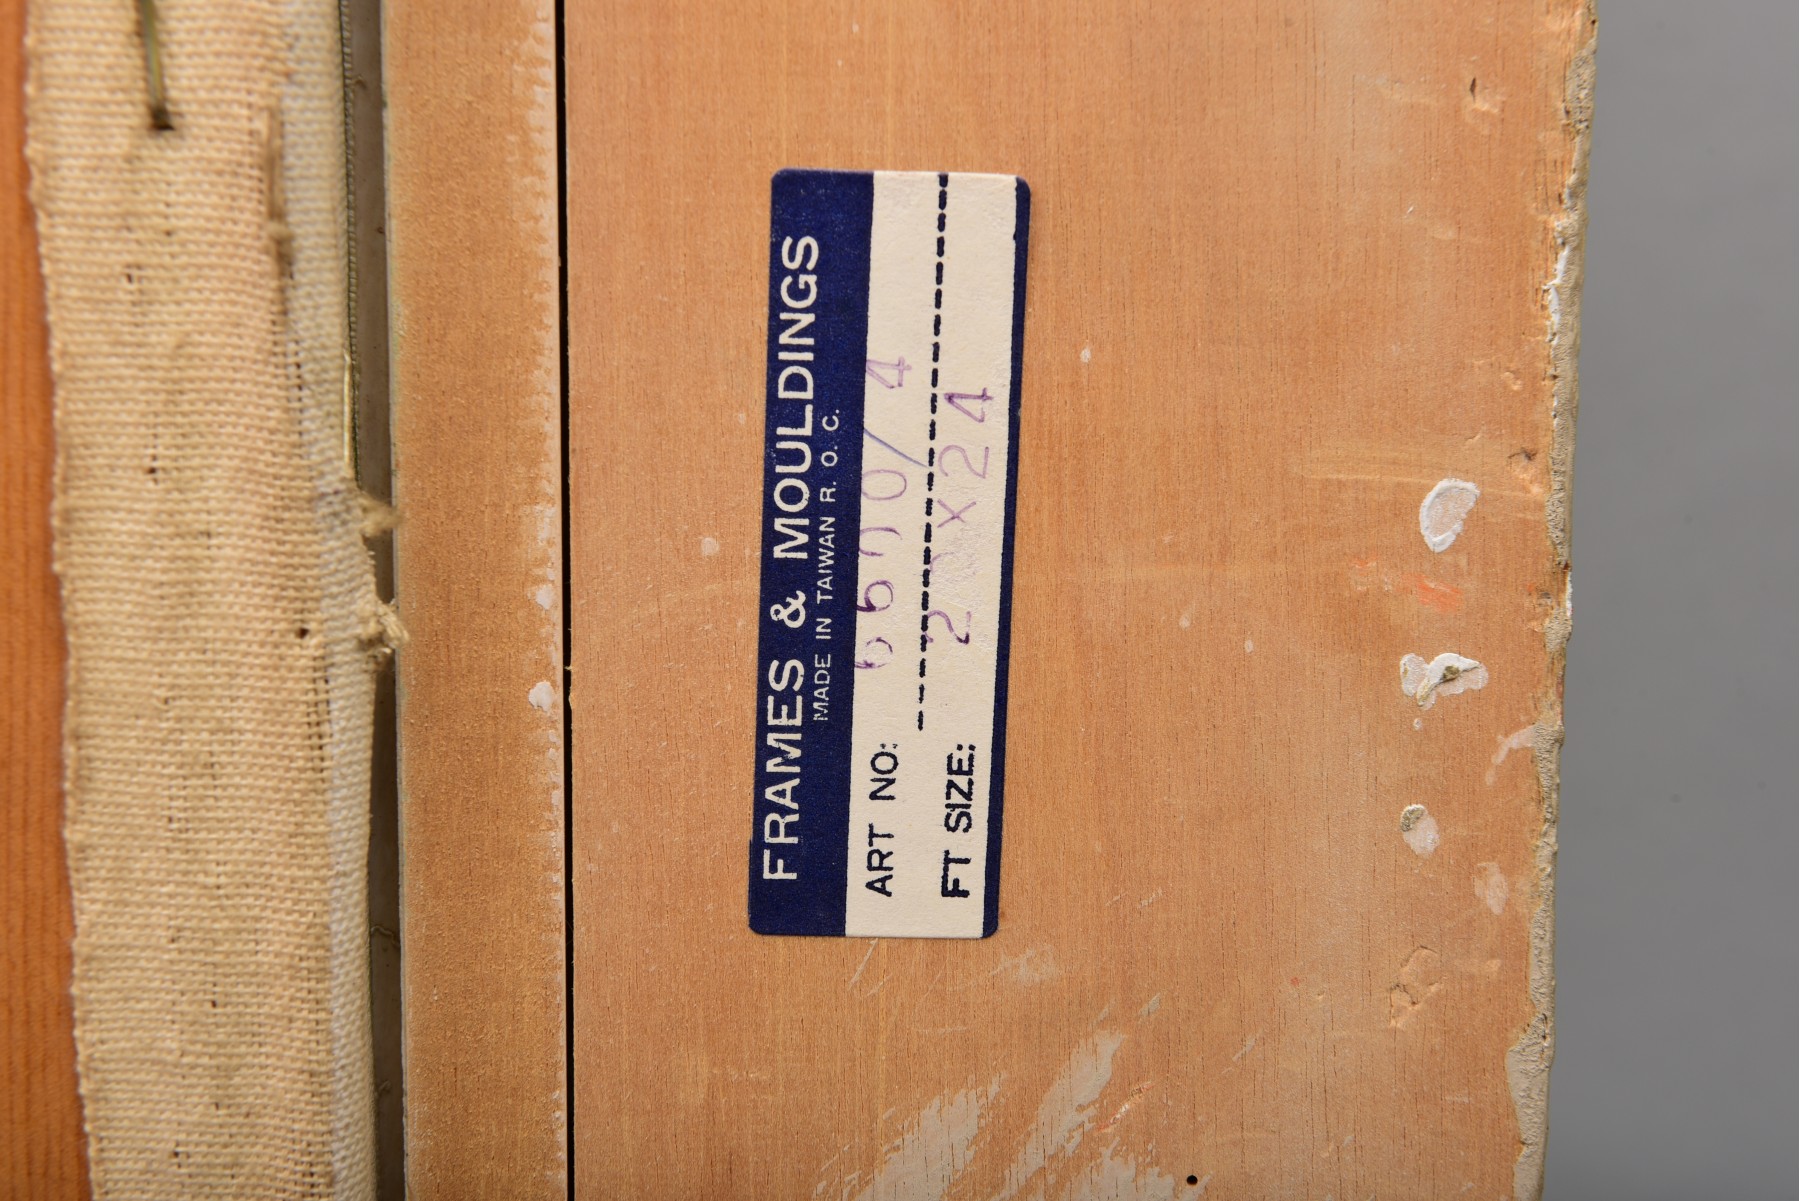 FRAMES & MOULDINGS
MADE IN TAIWAN R. O. C.
ART NO: 6600/4
FT SIZE: 20X24